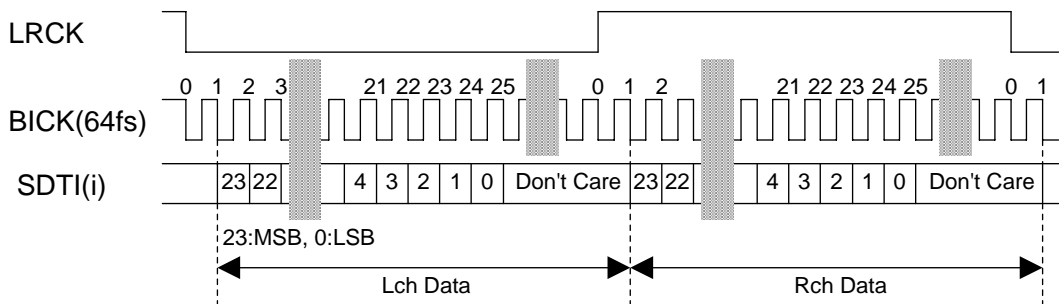 LRCK
0 1 2 3 21 22 23 24 25 0 1 2 21 22 23 24 25 0 1
BICK(64fs)
SDTI(i) 23 22 4 3 2 1 0 Don't Care 23 22 4 3 2 1 0 Don't Care
23:MSB, 0:LSB
Lch Data Rch Data